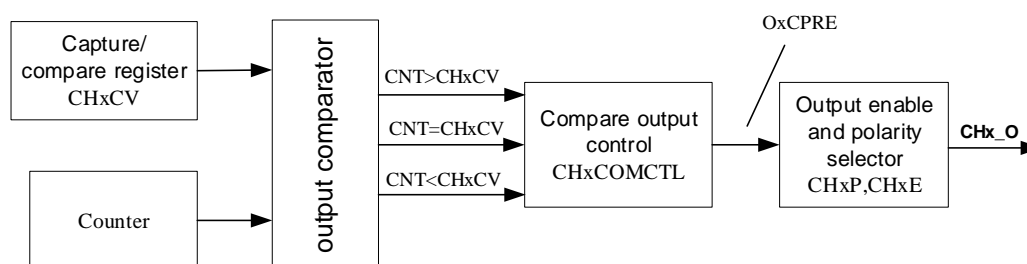 Capture/
compare register
CHxCV
Counter
output comparator
CNT>CHxCV
CNT=CHxCV
CNT<CHxCV
Compare output
control
CHxCOMCTL
OxCPRE
Output enable
and polarity
selector
CHxP,CHxE
CHx_O